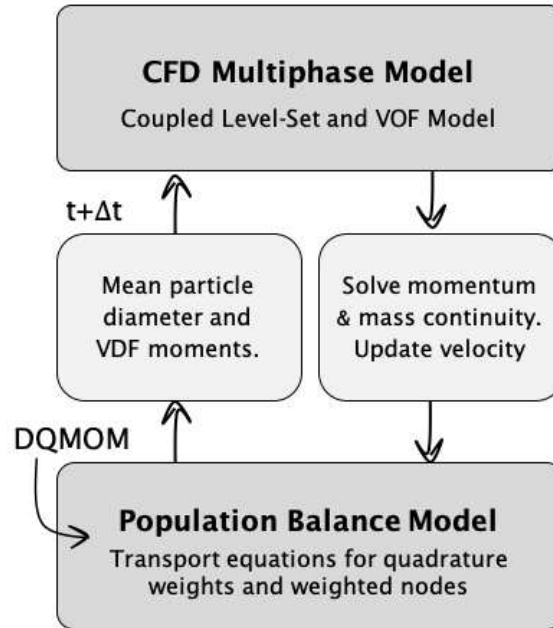 CFD Multiphase Model
Coupled Level-Set and VOF Model
t+Δt
Mean particle
diameter and
VDF moments.
Solve momentum
& mass continuity.
Update velocity
DQMOM
Population Balance Model
Transport equations for quadrature
weights and weighted nodes